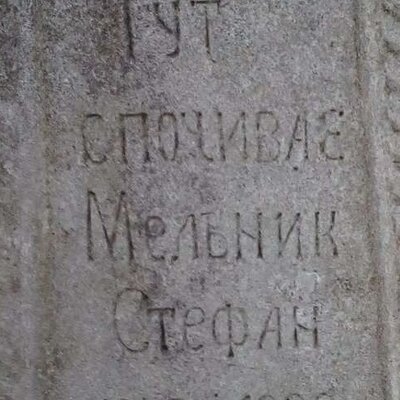 Тут
спочиває
Мельник
Стефан